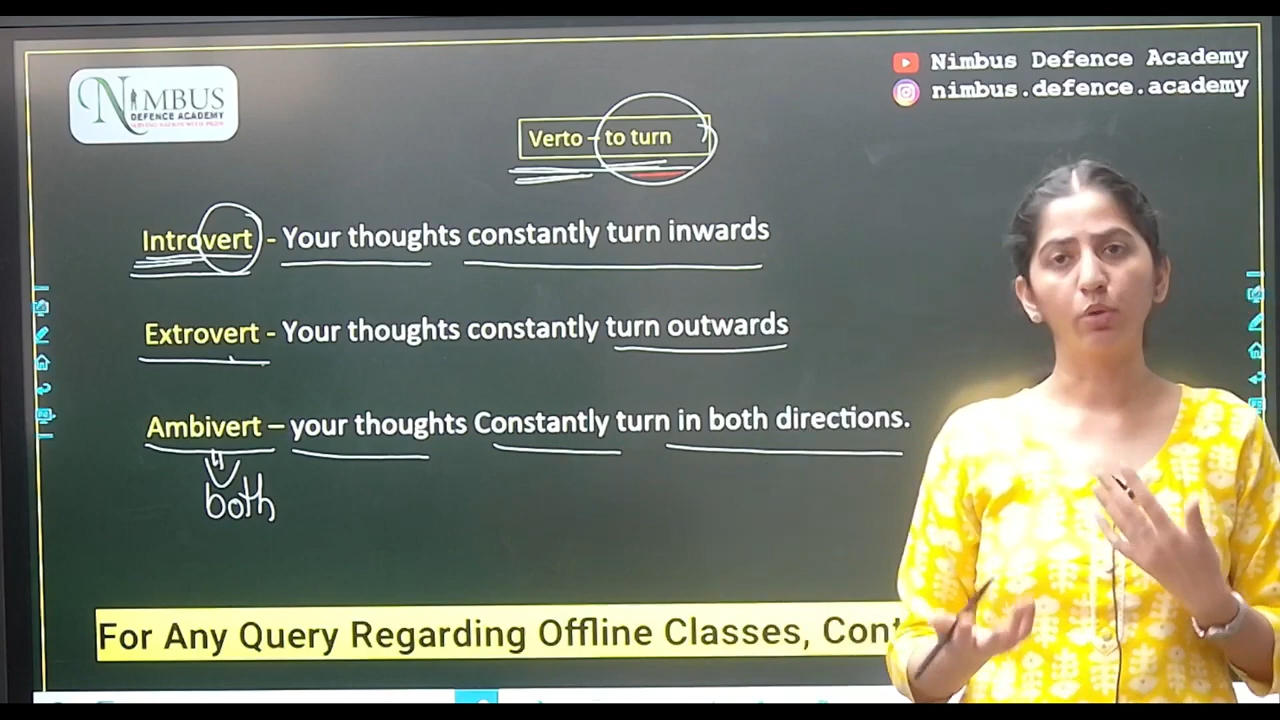 NIMBUS
DEFENCE ACADEMY
Nimbus Defence Academy
nimbus.defence.academy
Verto – to turn
Introvert - Your thoughts constantly turn inwards
Extrovert - Your thoughts constantly turn outwards
Ambivert – your thoughts Constantly turn in both directions.
both
For Any Query Regarding Offline Classes, Cont